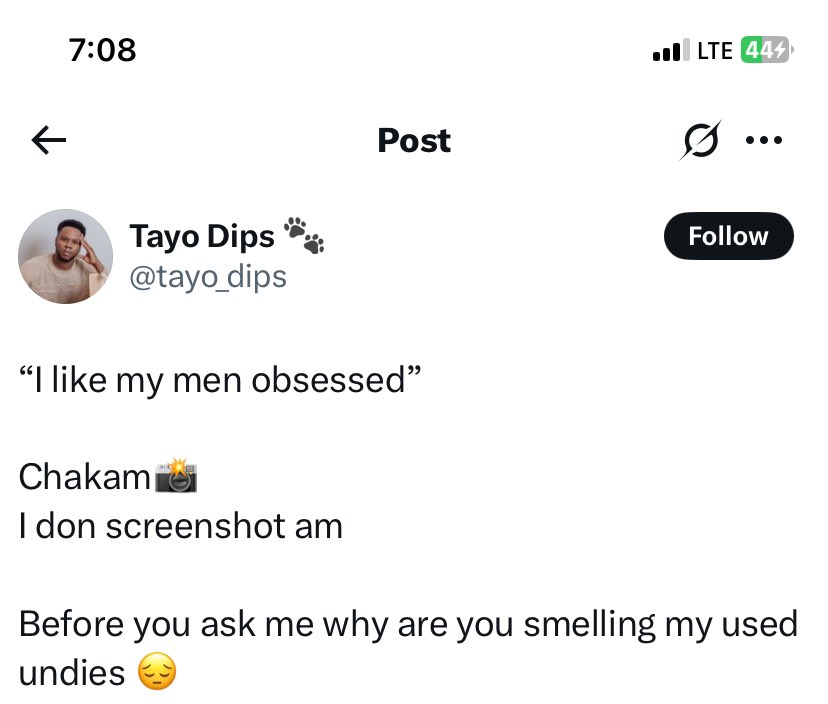 7:08 LTE 44
Post
Tayo Dips 🐾
Follow
@tayo_dips
“I like my men obsessed”
Chakam📸
I don screenshot am
Before you ask me why are you smelling my used
undies 😔